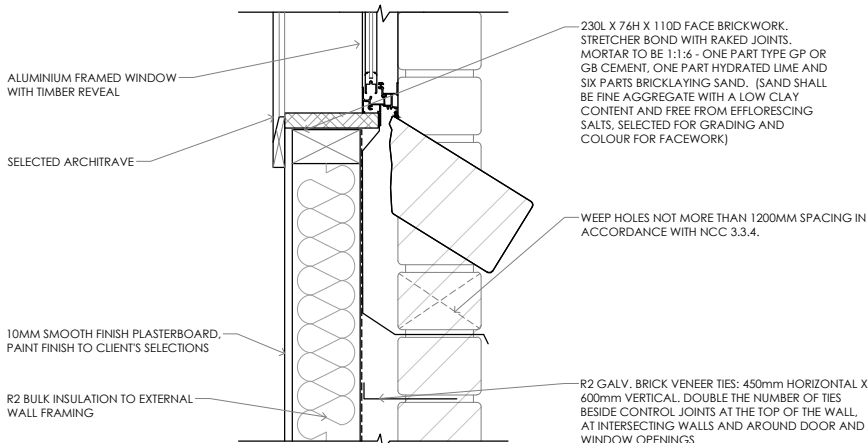 ALUMINIUM FRAMED WINDOW
WITH TIMBER REVEAL
SELECTED ARCHITRAVE
10MM SMOOTH FINISH PLASTERBOARD,
PAINT FINISH TO CLIENT'S SELECTIONS
R2 BULK INSULATION TO EXTERNAL
WALL FRAMING
230L X 76H X 110D FACE BRICKWORK.
STRETCHER BOND WITH RAKED JOINTS.
MORTAR TO BE 1:1:6 - ONE PART TYPE GP OR
GB CEMENT, ONE PART HYDRATED LIME AND
SIX PARTS BRICKLAYING SAND. (SAND SHALL
BE FINE AGGREGATE WITH A LOW CLAY
CONTENT AND FREE FROM EFFLORESCING
SALTS, SELECTED FOR GRADING AND
COLOUR FOR FACEWORK)
WEEP HOLES NOT MORE THAN 1200MM SPACING IN
ACCORDANCE WITH NCC 3.3.4.
R2 GALV. BRICK VENEER TIES: 450mm HORIZONTAL X
600mm VERTICAL. DOUBLE THE NUMBER OF TIES
BESIDE CONTROL JOINTS AT THE TOP OF THE WALL,
AT INTERSECTING WALLS AND AROUND DOOR AND
WINDOW OPENINGS